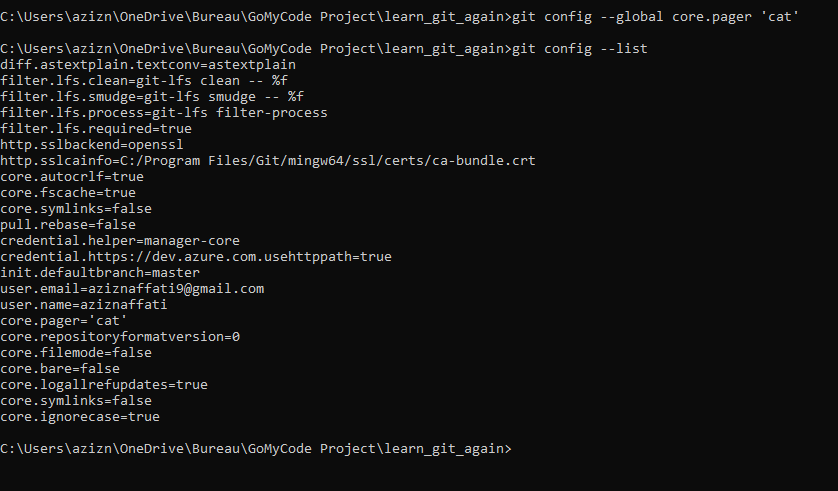 C:\Users\azizn\OneDrive\Bureau\GoMyCode Project\learn_git_again>git config --global core.pager 'cat'
C:\Users\azizn\OneDrive\Bureau\GoMyCode Project\learn_git_again>git config --list
diff.astextplain.textconv=astextplain
filter.lfs.clean=git-lfs clean -- %f
filter.lfs.smudge=git-lfs smudge -- %f
filter.lfs.process=git-lfs filter-process
filter.lfs.required=true
http.sslbackend=openssl
http.sslcainfo=C:/Program Files/Git/mingw64/ssl/certs/ca-bundle.crt
core.autocrlf=true
core.fscache=true
core.symlinks=false
pull.rebase=false
credential.helper=manager-core
credential.https://dev.azure.com.usehttppath=true
init.defaultbranch=master
user.email=aziznaffati9@gmail.com
user.name=aziznaffati
core.pager='cat'
core.repositoryformatversion=0
core.filemode=false
core.bare=false
core.logallrefupdates=true
core.symlinks=false
core.ignorecase=true
C:\Users\azizn\OneDrive\Bureau\GoMyCode Project\learn_git_again>